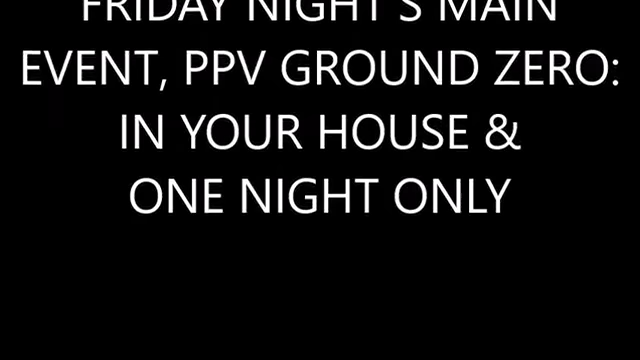 FRIDAY NIGHT'S MAIN
EVENT, PPV GROUND ZERO:
IN YOUR HOUSE &
ONE NIGHT ONLY